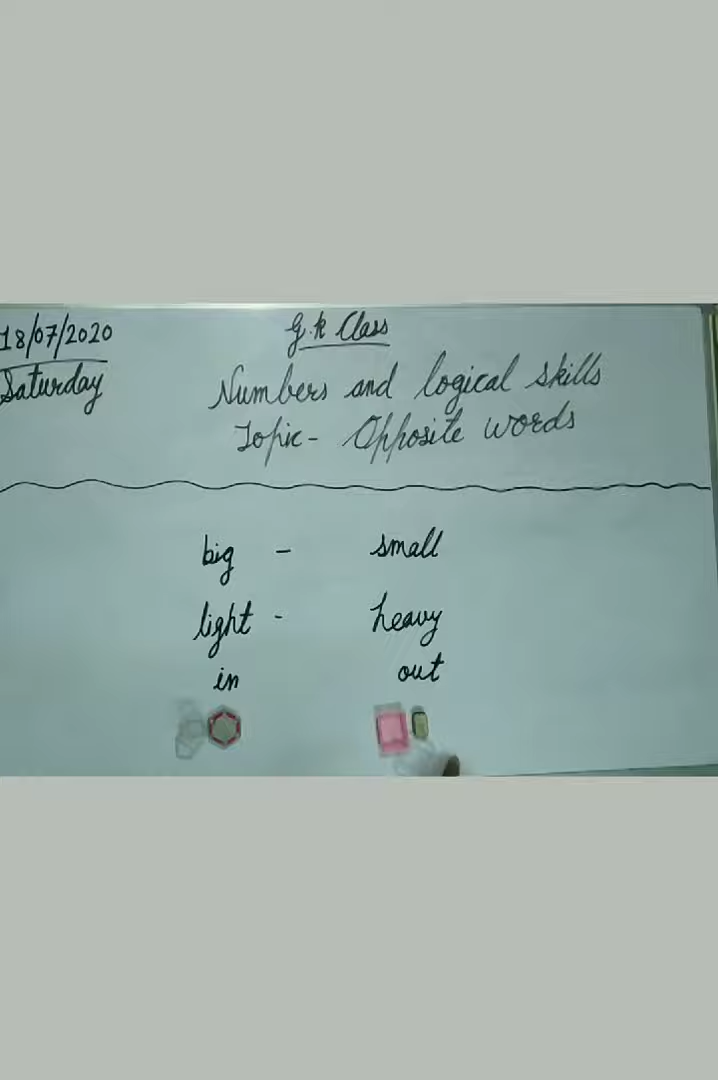 18/07/2020
Saturday
G.K Class
Numbers and logical skills
Topic - Opposite words
big - small
light - heavy
in out